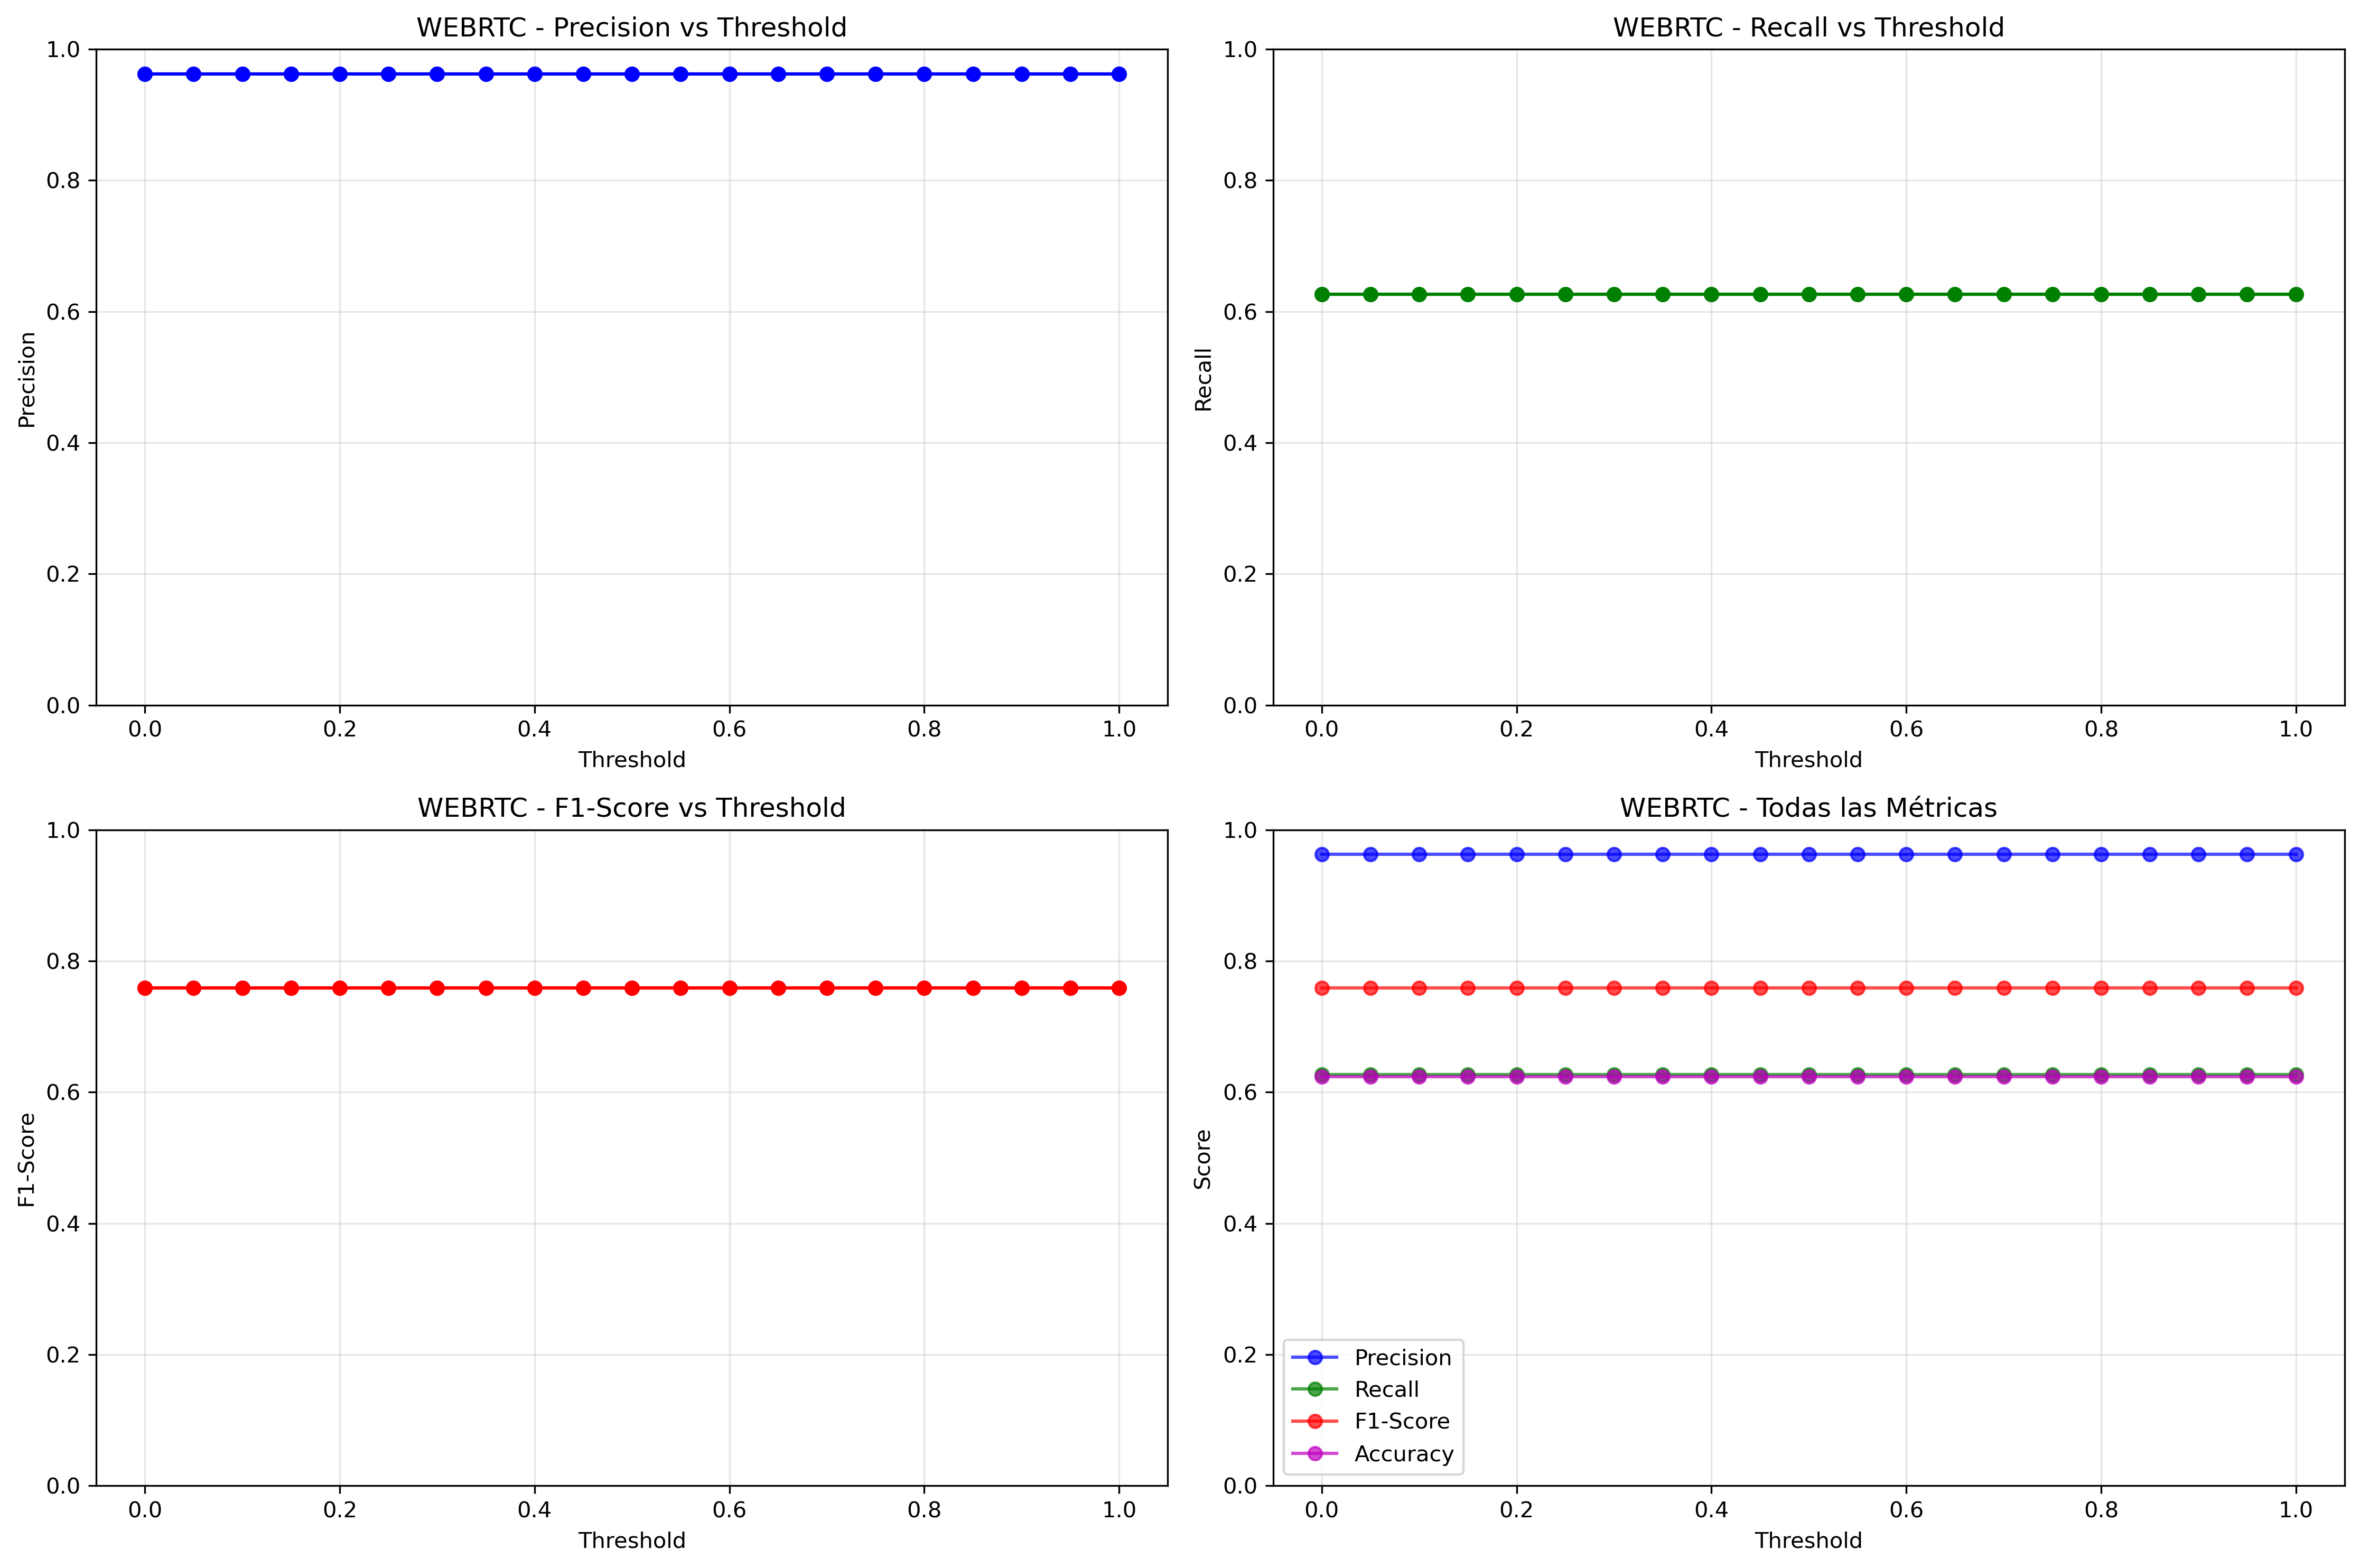 WEBRTC - Precision vs Threshold
1.0
0.8
0.6
0.4
0.2
0.0
Precision
0.0 0.2 0.4 0.6 0.8 1.0
Threshold
WEBRTC - Recall vs Threshold
1.0
0.8
0.6
0.4
0.2
0.0
Recall
0.0 0.2 0.4 0.6 0.8 1.0
Threshold
WEBRTC - F1-Score vs Threshold
1.0
0.8
0.6
0.4
0.2
0.0
F1-Score
0.0 0.2 0.4 0.6 0.8 1.0
Threshold
WEBRTC - Todas las Métricas
1.0
0.8
0.6
0.4
0.2
0.0
Score
Precision
Recall
F1-Score
Accuracy
0.0 0.2 0.4 0.6 0.8 1.0
Threshold